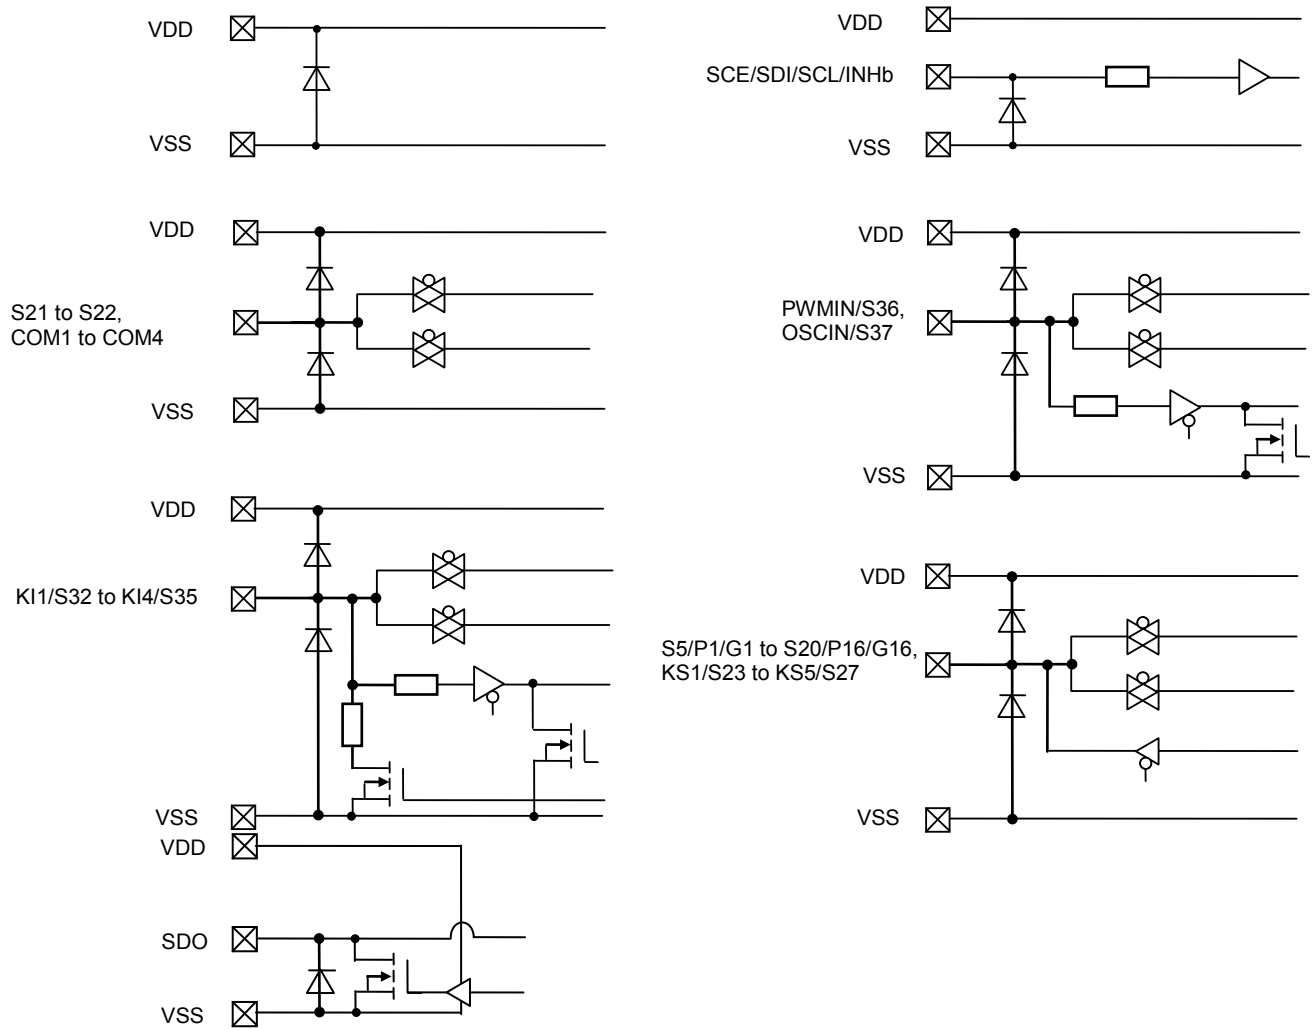 VDD
VSS
VDD
S21 to S22,
COM1 to COM4
VSS
VDD
KI1/S32 to KI4/S35
VSS
VDD
SDO
VSS
VDD
SCE/SDI/SCL/INHb
VSS
VDD
PWMIN/S36,
OSCIN/S37
VSS
VDD
S5/P1/G1 to S20/P16/G16,
KS1/S23 to KS5/S27
VSS